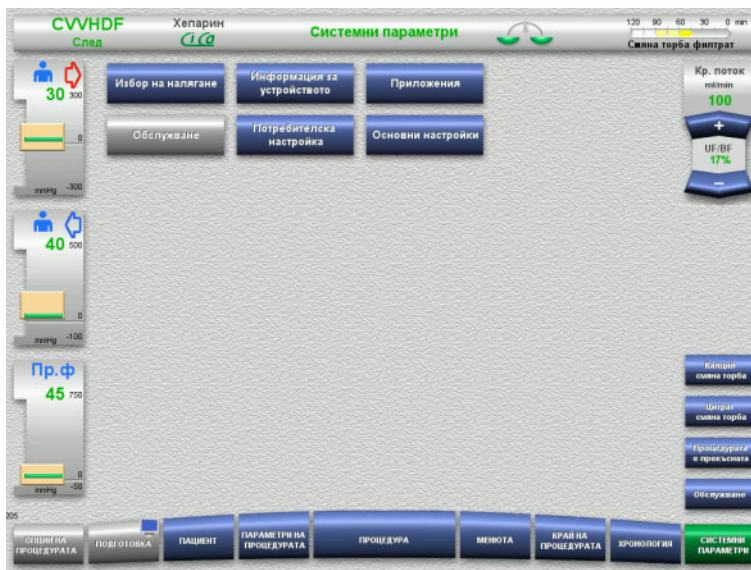 CVVHDF
След
Хепарин
CiCa
Системни параметри
120 90 60 30 0 min
Смяна торба филтрат
30
300
0
-300
mmHg
40
500
0
-100
mmHg
Пр.ф
45
750
0
-50
mmHg
Избор на налягане
Информация за
устройството
Приложения
Обслужване
Потребителска
настройка
Основни настройки
Кр. поток
ml/min
100
+
UF/BF
17%
−
Калций
смяна торба
Цитрат
смяна торба
Процедурата
е прекъсната
Обслужване
205
ОПЦИИ НА
ПРОЦЕДУРАТА
ПОДГОТОВКА
ПАЦИЕНТ
ПАРАМЕТРИ НА
ПРОЦЕДУРАТА
ПРОЦЕДУРА
МЕНЮТА
КРАЙ НА
ПРОЦЕДУРАТА
ХРОНОЛОГИЯ
СИСТЕМНИ
ПАРАМЕТРИ